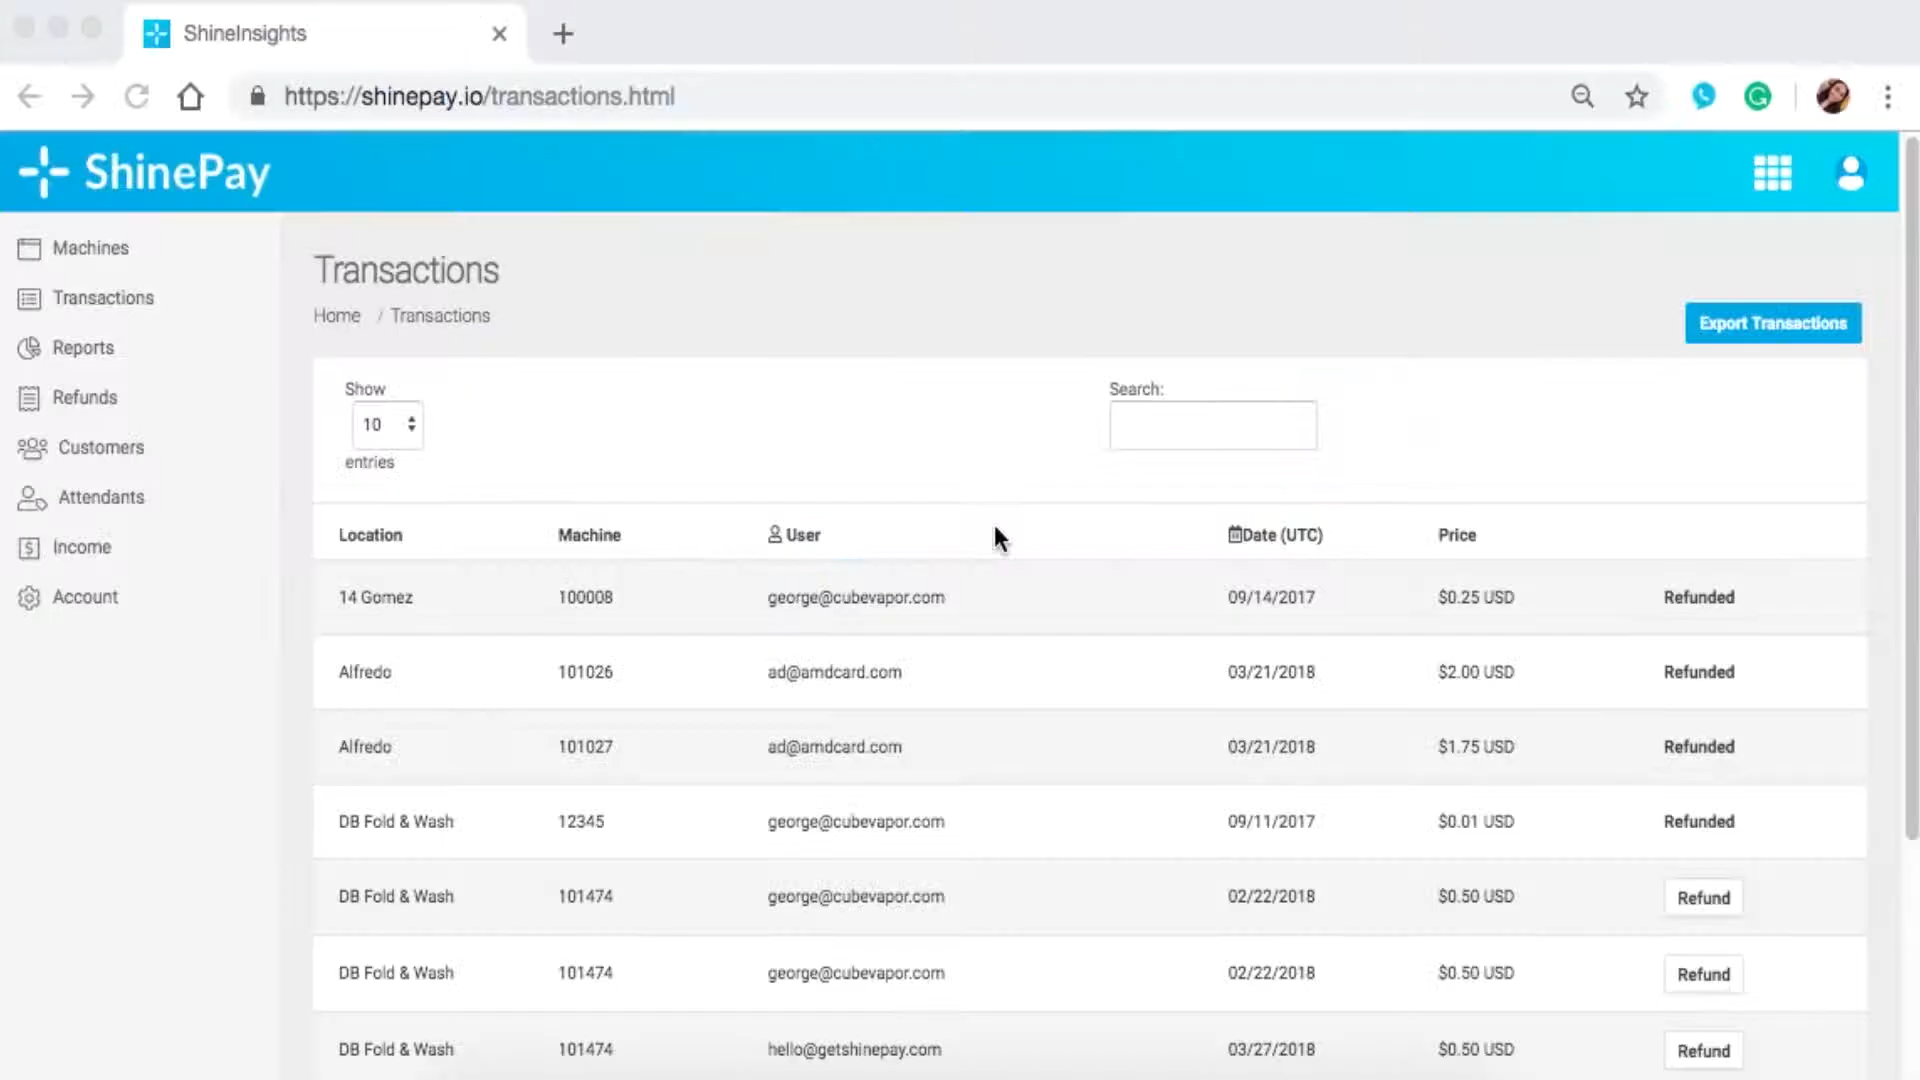 ShineInsights
https://shinepay.io/transactions.html
ShinePay
Machines
Transactions
Reports
Refunds
Customers
Attendants
Income
Account
Transactions
Home / Transactions
Export Transactions
Show
10
entries
Search:
Location Machine User Date (UTC) Price
14 Gomez 100008 george@cubevapor.com 09/14/2017 $0.25 USD Refunded
Alfredo 101026 ad@amdcard.com 03/21/2018 $2.00 USD Refunded
Alfredo 101027 ad@amdcard.com 03/21/2018 $1.75 USD Refunded
DB Fold & Wash 12345 george@cubevapor.com 09/11/2017 $0.01 USD Refunded
DB Fold & Wash 101474 george@cubevapor.com 02/22/2018 $0.50 USD Refund
DB Fold & Wash 101474 george@cubevapor.com 02/22/2018 $0.50 USD Refund
DB Fold & Wash 101474 hello@getshinepay.com 03/27/2018 $0.50 USD Refund